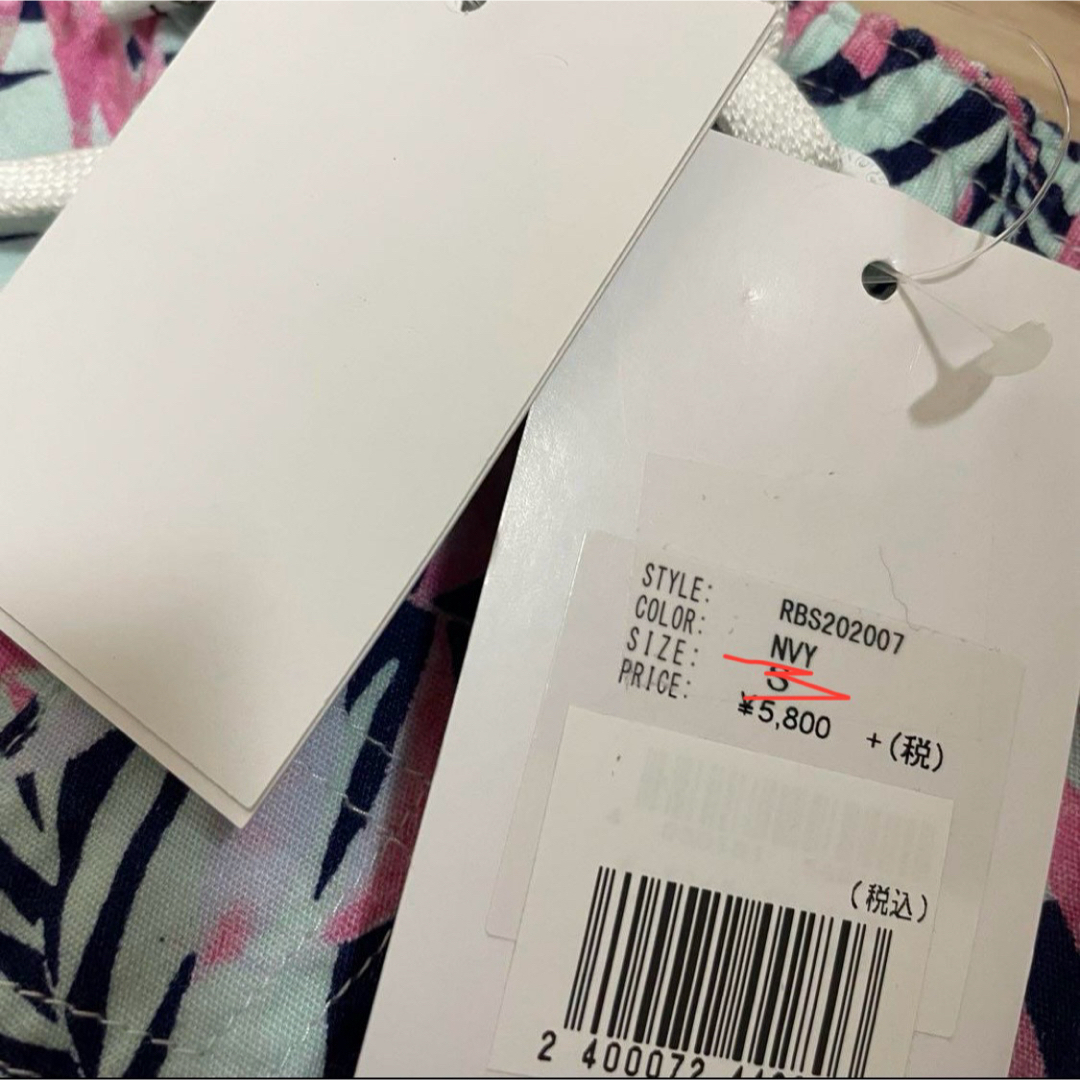 STYLE: RBS202007
COLOR: NVY
SIZE: S
PRICE: ¥5,800 +(税)
(税込)
2 400072